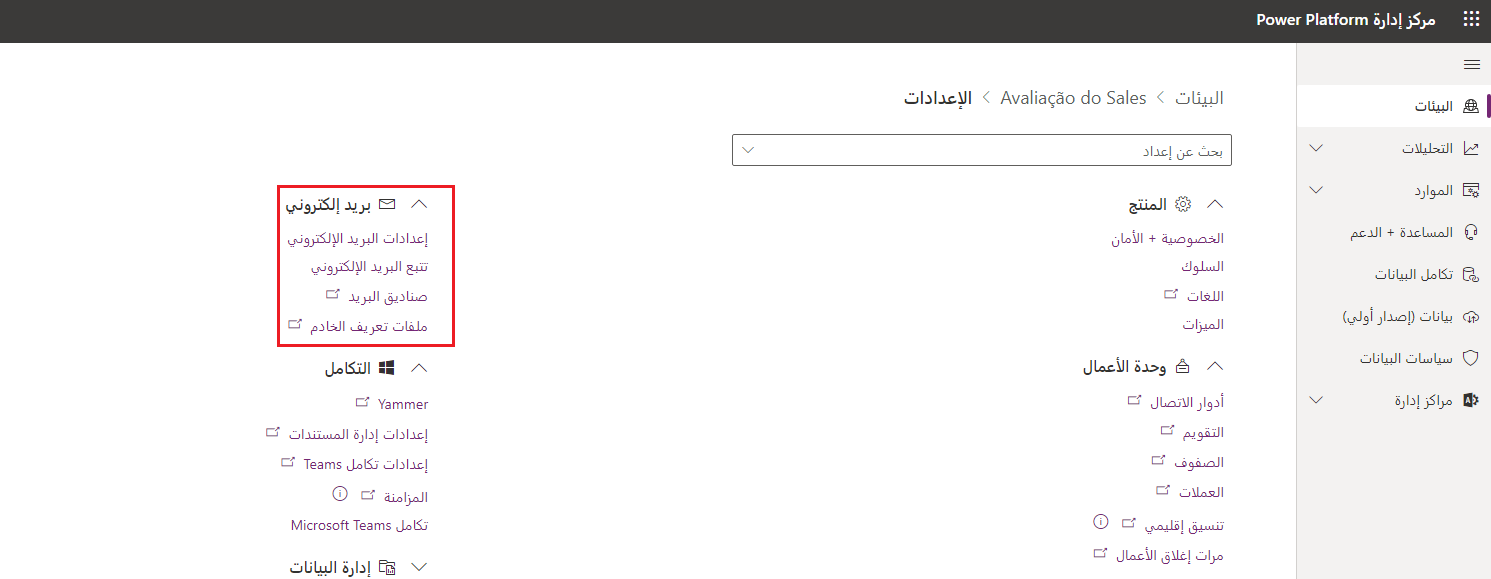 مركز إدارة Power Platform
البيئات
التحليلات
الموارد
المساعدة + الدعم
تكامل البيانات
بيانات (إصدار أولي)
سياسات البيانات
مراكز إدارة
البيئات > Avaliação do Sales > الإعدادات
بحث عن إعداد
المنتج
الخصوصية + الأمان
السلوك
اللغات
الميزات
وحدة الأعمال
أدوار الاتصال
التقويم
الصفوف
العملات
تنسيق إقليمي
مرات إغلاق الأعمال
بريد إلكتروني
إعدادات البريد الإلكتروني
تتبع البريد الإلكتروني
صناديق البريد
ملفات تعريف الخادم
التكامل
Yammer
إعدادات إدارة المستندات
إعدادات تكامل Teams
المزامنة
تكامل Microsoft Teams
إدارة البيانات